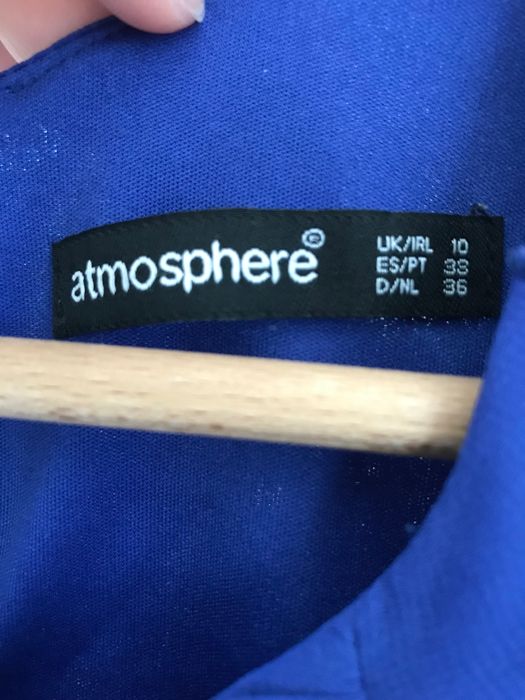 atmosphere®
UK/IRL 10
ES/PT 38
D/NL 36